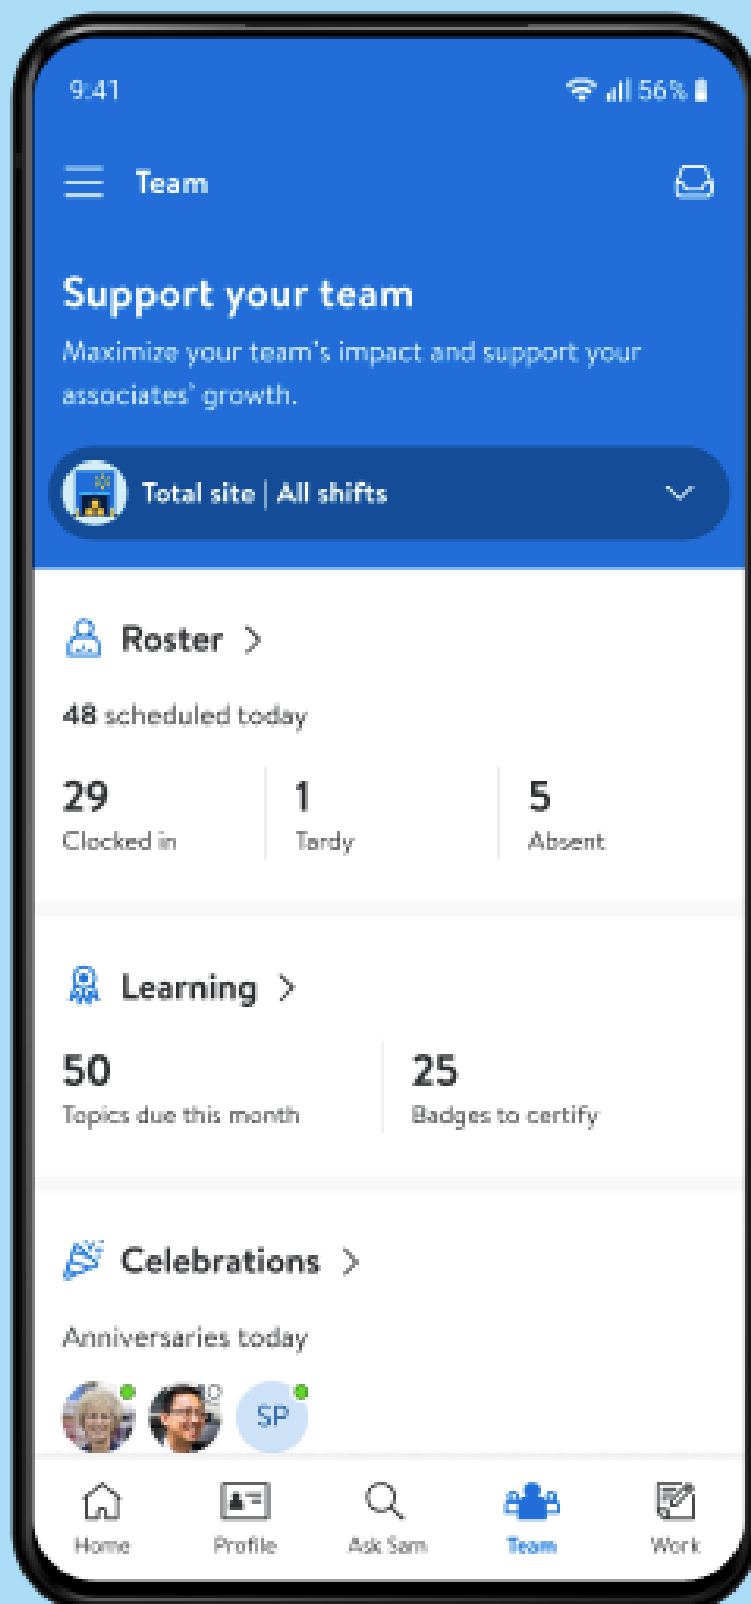 9:41
56%
Team
Support your team
Maximize your team's impact and support your
associates' growth.
Total site | All shifts
Roster
48 scheduled today
29
Clocked in
1
Tardy
5
Absent
Learning
50
Topics due this month
25
Badges to certify
Celebrations
Anniversaries today
SP
Home
Profile
Ask Sam
Team
Work